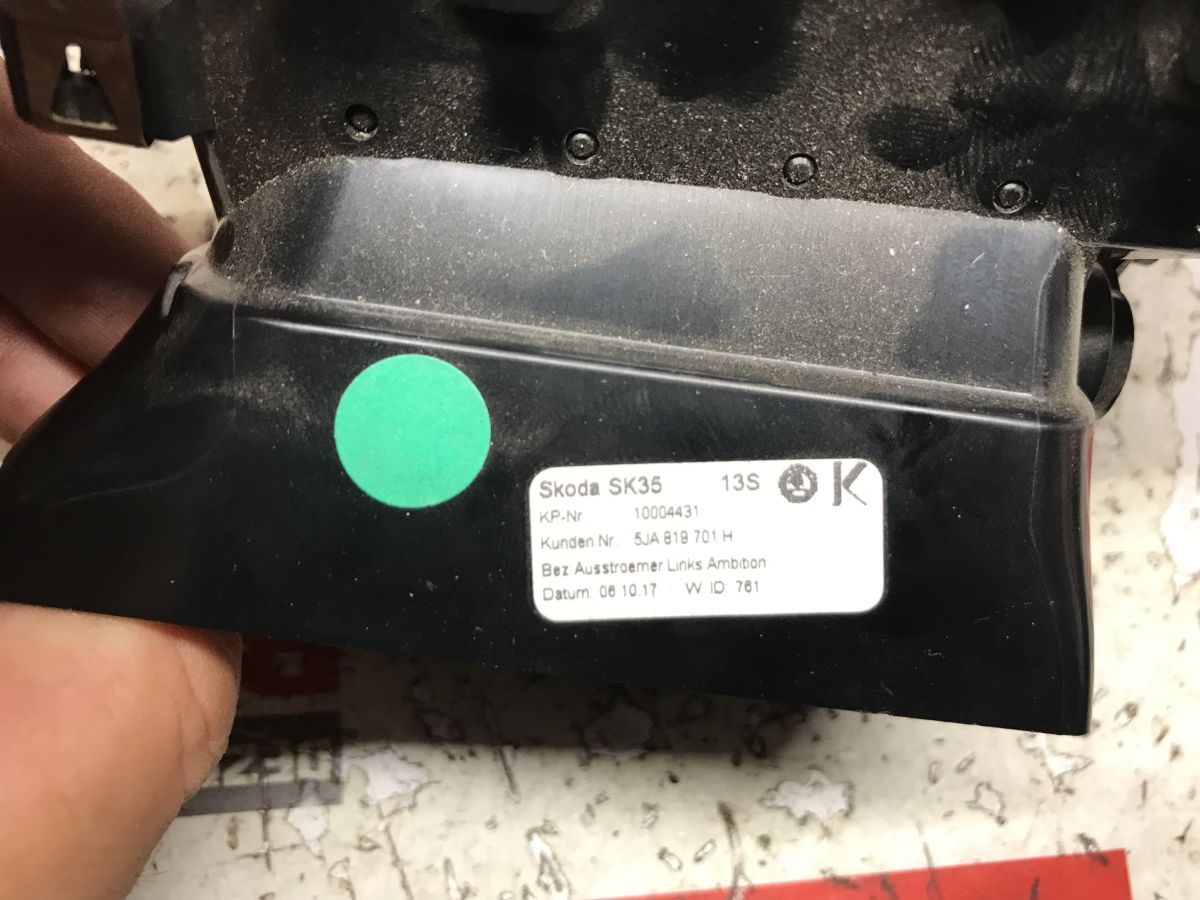 Skoda SK35 13S K
KP-Nr. 10004431
Kunden Nr.: 5JA 819 701 H
Bez Ausstroemer Links Ambition
Datum: 06.10.17 W. ID: 761